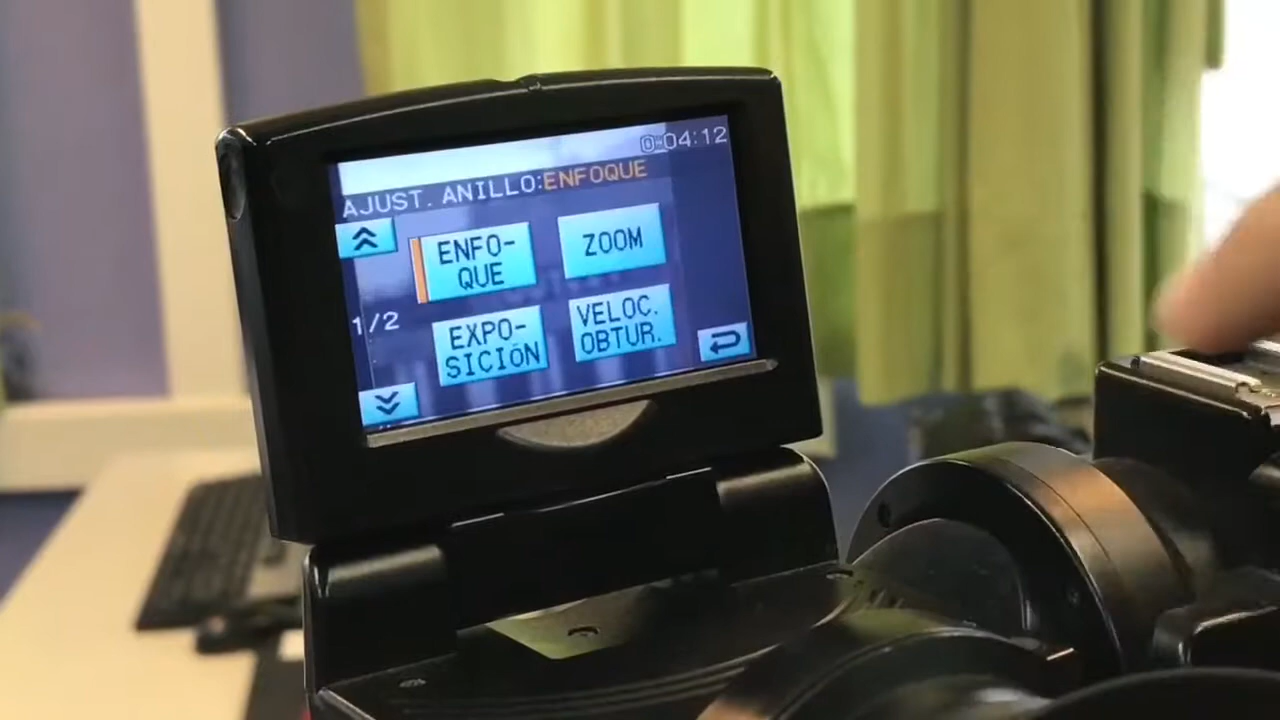 0:04:12
AJUST. ANILLO:ENFOQUE
ENFO-
QUE
ZOOM
1/2
EXPO-
SICIÓN
VELOC.
OBTUR.